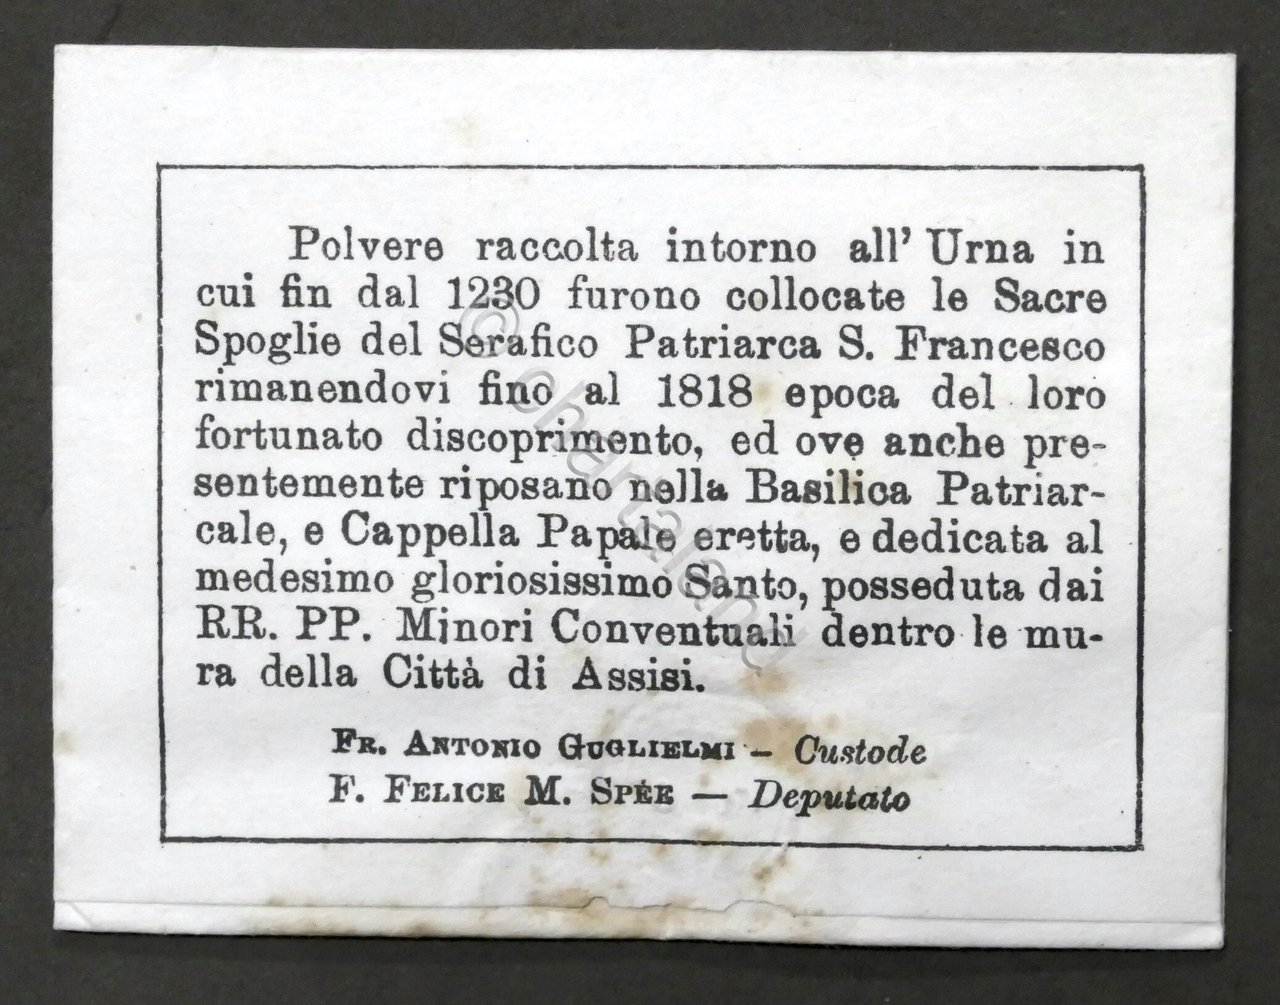 Polvere raccolta intorno all' Urna in
cui fin dal 1230 furono collocate le Sacre
Spoglie del Serafico Patriarca S. Francesco
rimanendovi fino al 1818 epoca del loro
fortunato discoprimento, ed ove anche pre-
sentemente riposano nella Basilica Patriar-
cale, e Cappella Papale eretta, e dedicata al
medesimo gloriosissimo Santo, posseduta dai
RR. PP. Minori Conventuali dentro le mu-
ra della Città di Assisi.
FR. ANTONIO GUGLIELMI – Custode
F. FELICE M. SPÉE — Deputato
© chartaland